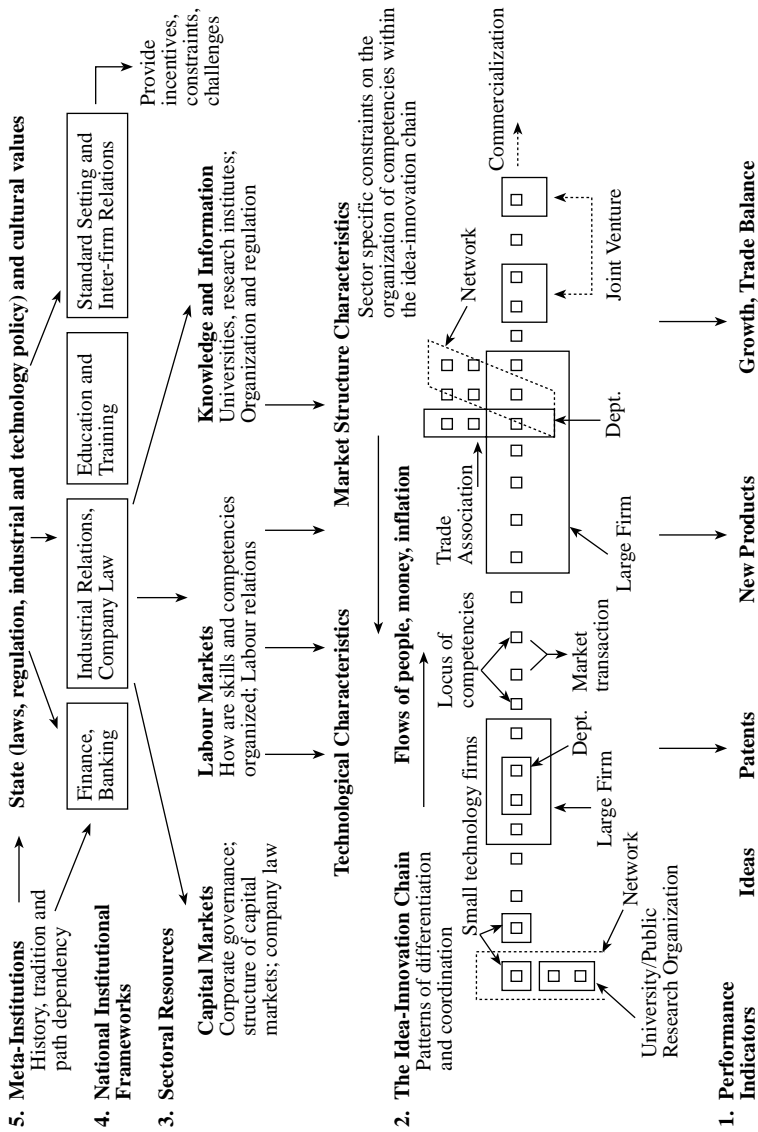 5. Meta-Institutions
History, tradition and
path dependency
State (laws, regulation, industrial and technology policy) and cultural values
4. National Institutional
Frameworks
Finance,
Banking
Industrial Relations,
Company Law
Education and
Training
Standard Setting and
Inter-firm Relations
Provide
incentives,
constraints,
challenges
3. Sectoral Resources
Capital Markets
Corporate governance;
structure of capital
markets; company law
Labour Markets
How are skills and competencies
organized; Labour relations
Knowledge and Information
Universities, research institutes;
Organization and regulation
Technological Characteristics
Market Structure Characteristics
Sector specific constraints on the
organization of competencies within
the idea-innovation chain
2. The Idea-Innovation Chain
Patterns of differentiation
and coordination
Flows of people, money, inflation
Small technology firms
Locus of
competencies
Trade
Association
Network
Commercialization
University/Public
Research Organization
Network
Large Firm
Dept.
Market
transaction
Large Firm
Dept.
Joint Venture
1. Performance
Indicators
Ideas
Patents
New Products
Growth, Trade Balance